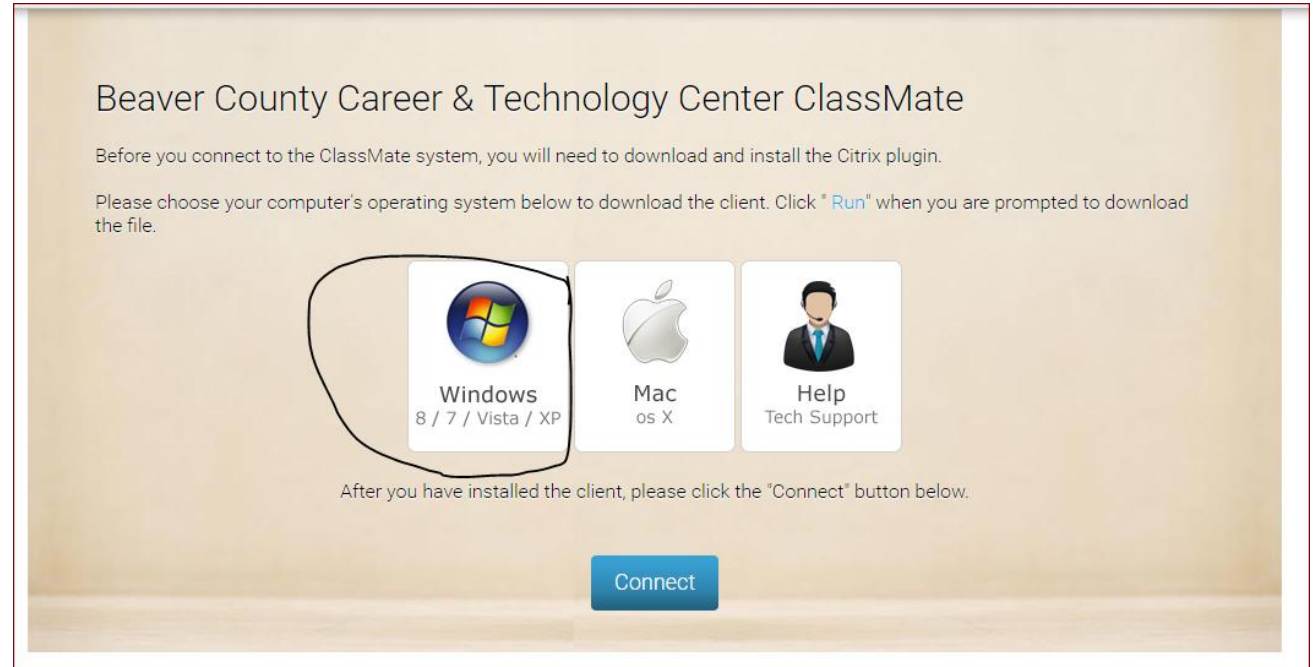 Beaver County Career & Technology Center ClassMate
Before you connect to the ClassMate system, you will need to download and install the Citrix plugin.
Please choose your computer's operating system below to download the client. Click " Run" when you are prompted to download
the file.
Windows
8 / 7 / Vista / XP
Mac
os X
Help
Tech Support
After you have installed the client, please click the "Connect" button below.
Connect